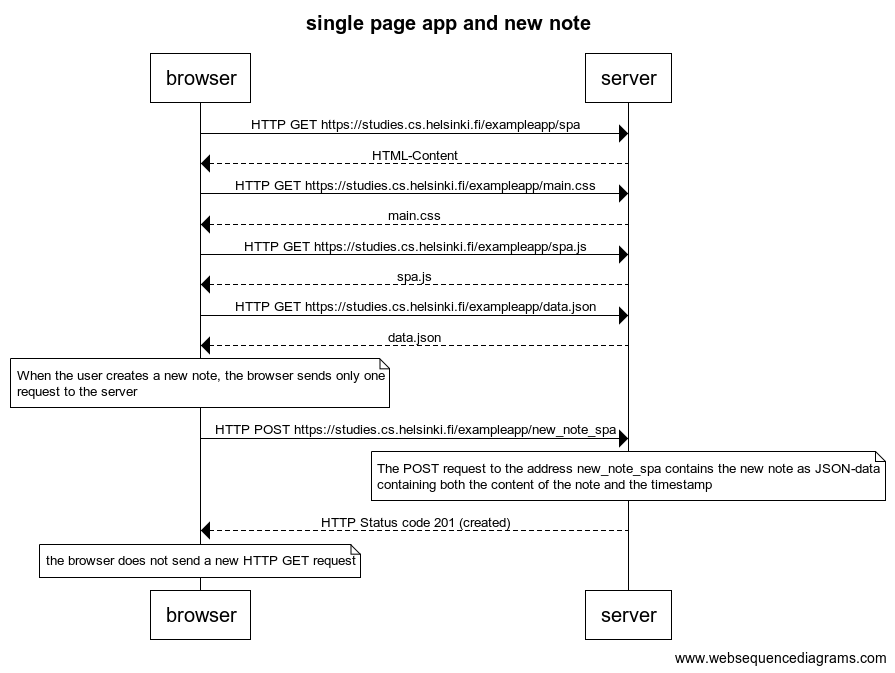 single page app and new note
browser
server
HTTP GET https://studies.cs.helsinki.fi/exampleapp/spa
HTML-Content
HTTP GET https://studies.cs.helsinki.fi/exampleapp/main.css
main.css
HTTP GET https://studies.cs.helsinki.fi/exampleapp/spa.js
spa.js
HTTP GET https://studies.cs.helsinki.fi/exampleapp/data.json
data.json
When the user creates a new note, the browser sends only one
request to the server
HTTP POST https://studies.cs.helsinki.fi/exampleapp/new_note_spa
The POST request to the address new_note_spa contains the new note as JSON-data
containing both the content of the note and the timestamp
HTTP Status code 201 (created)
the browser does not send a new HTTP GET request
browser
server
www.websequencediagrams.com